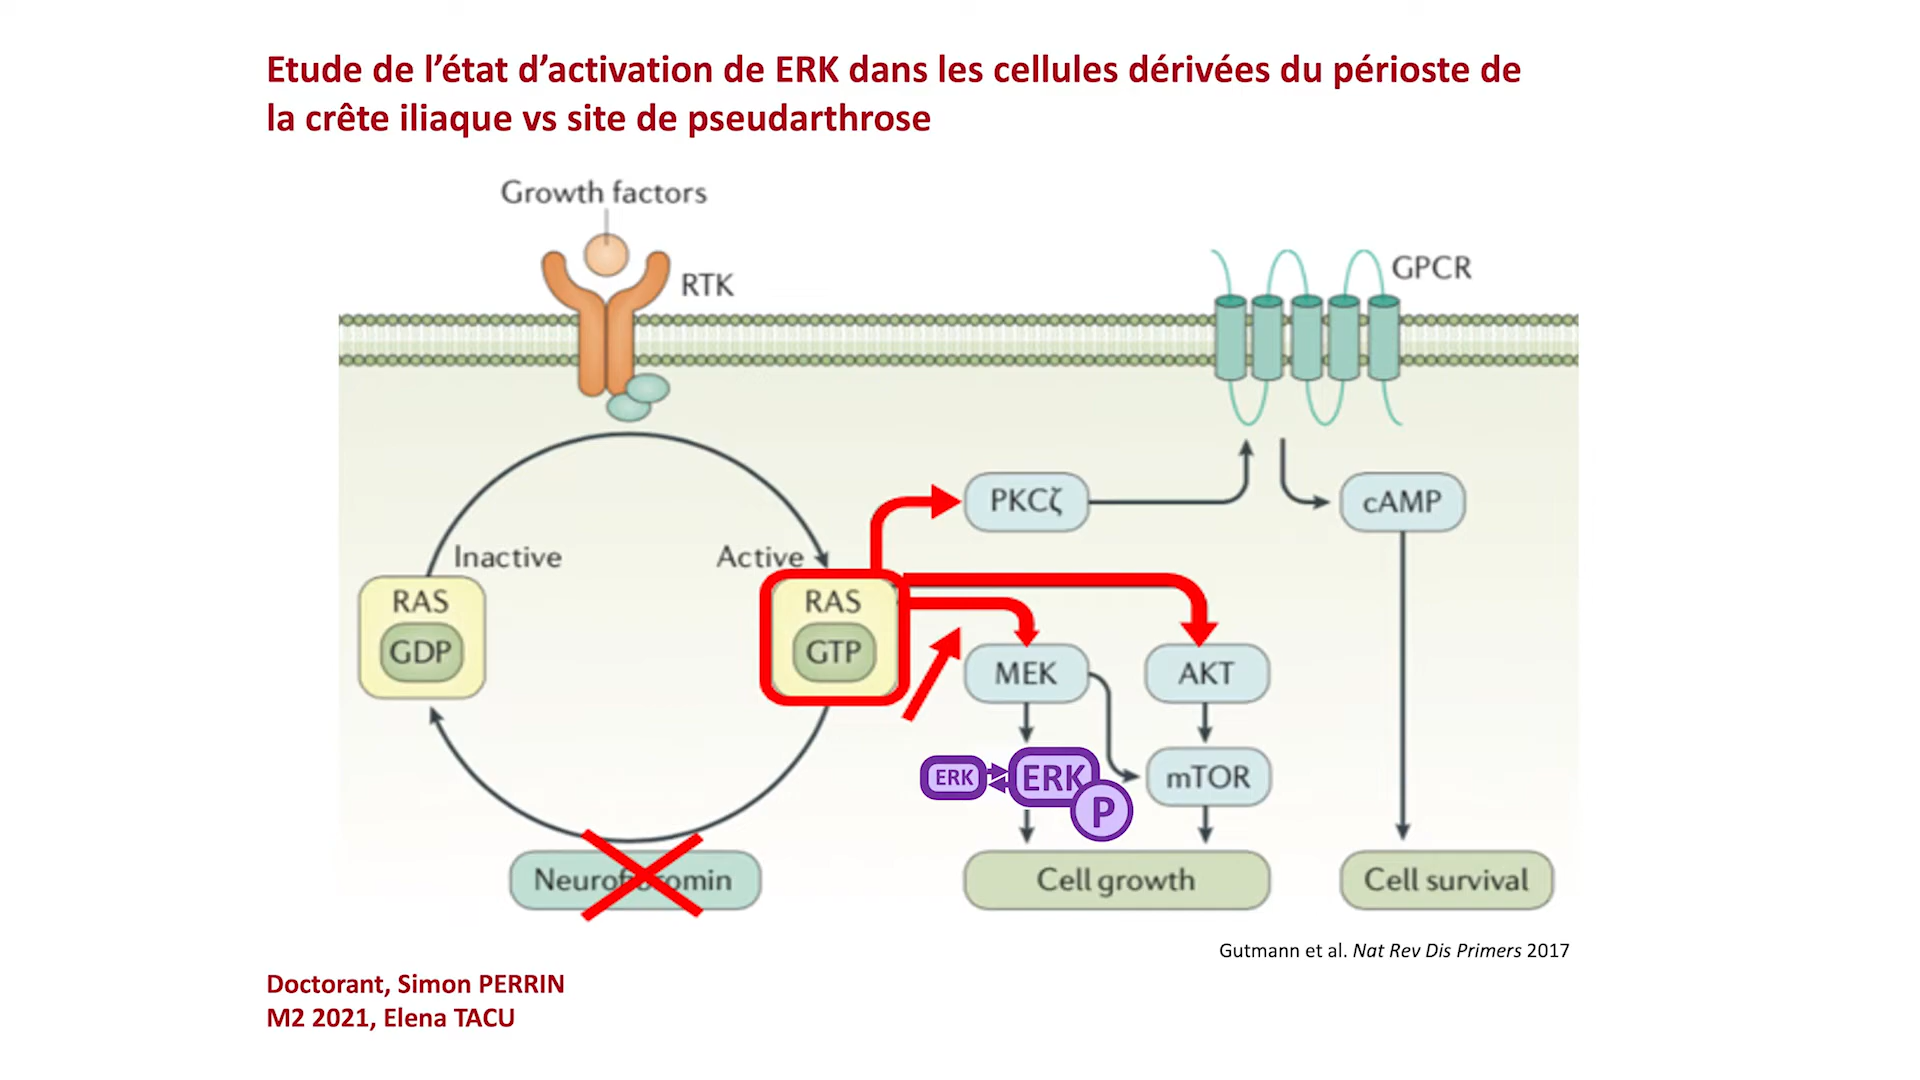 Etude de l’état d’activation de ERK dans les cellules dérivées du périoste de
la crête iliaque vs site de pseudarthrose
Growth factors
RTK
GPCR
PKCζ
cAMP
Inactive
Active
RAS
GDP
RAS
GTP
MEK
AKT
ERK
ERK
P
mTOR
Cell growth
Cell survival
Gutmann et al. Nat Rev Dis Primers 2017
Doctorant, Simon PERRIN
M2 2021, Elena TACU